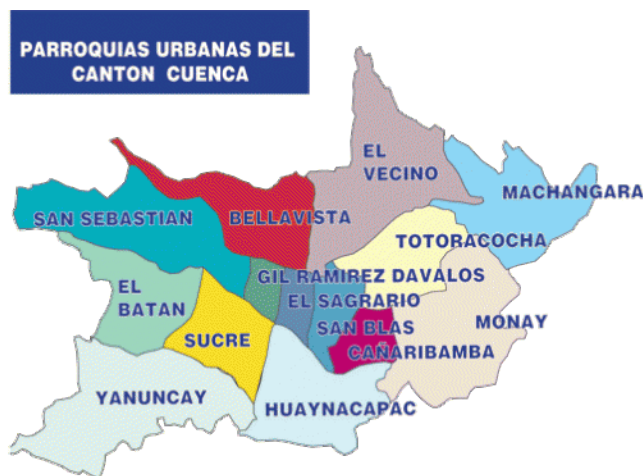 PARROQUIAS URBANAS DEL
CANTON CUENCA
EL
VECINO
MACHANGARA
SAN SEBASTIAN
BELLAVISTA
TOTORACOCHA
GIL RAMIREZ DAVALOS
EL
BATAN
EL SAGRARIO
SAN BLAS
MONAY
SUCRE
CAÑARIBAMBA
YANUNCAY
HUAYNACAPAC